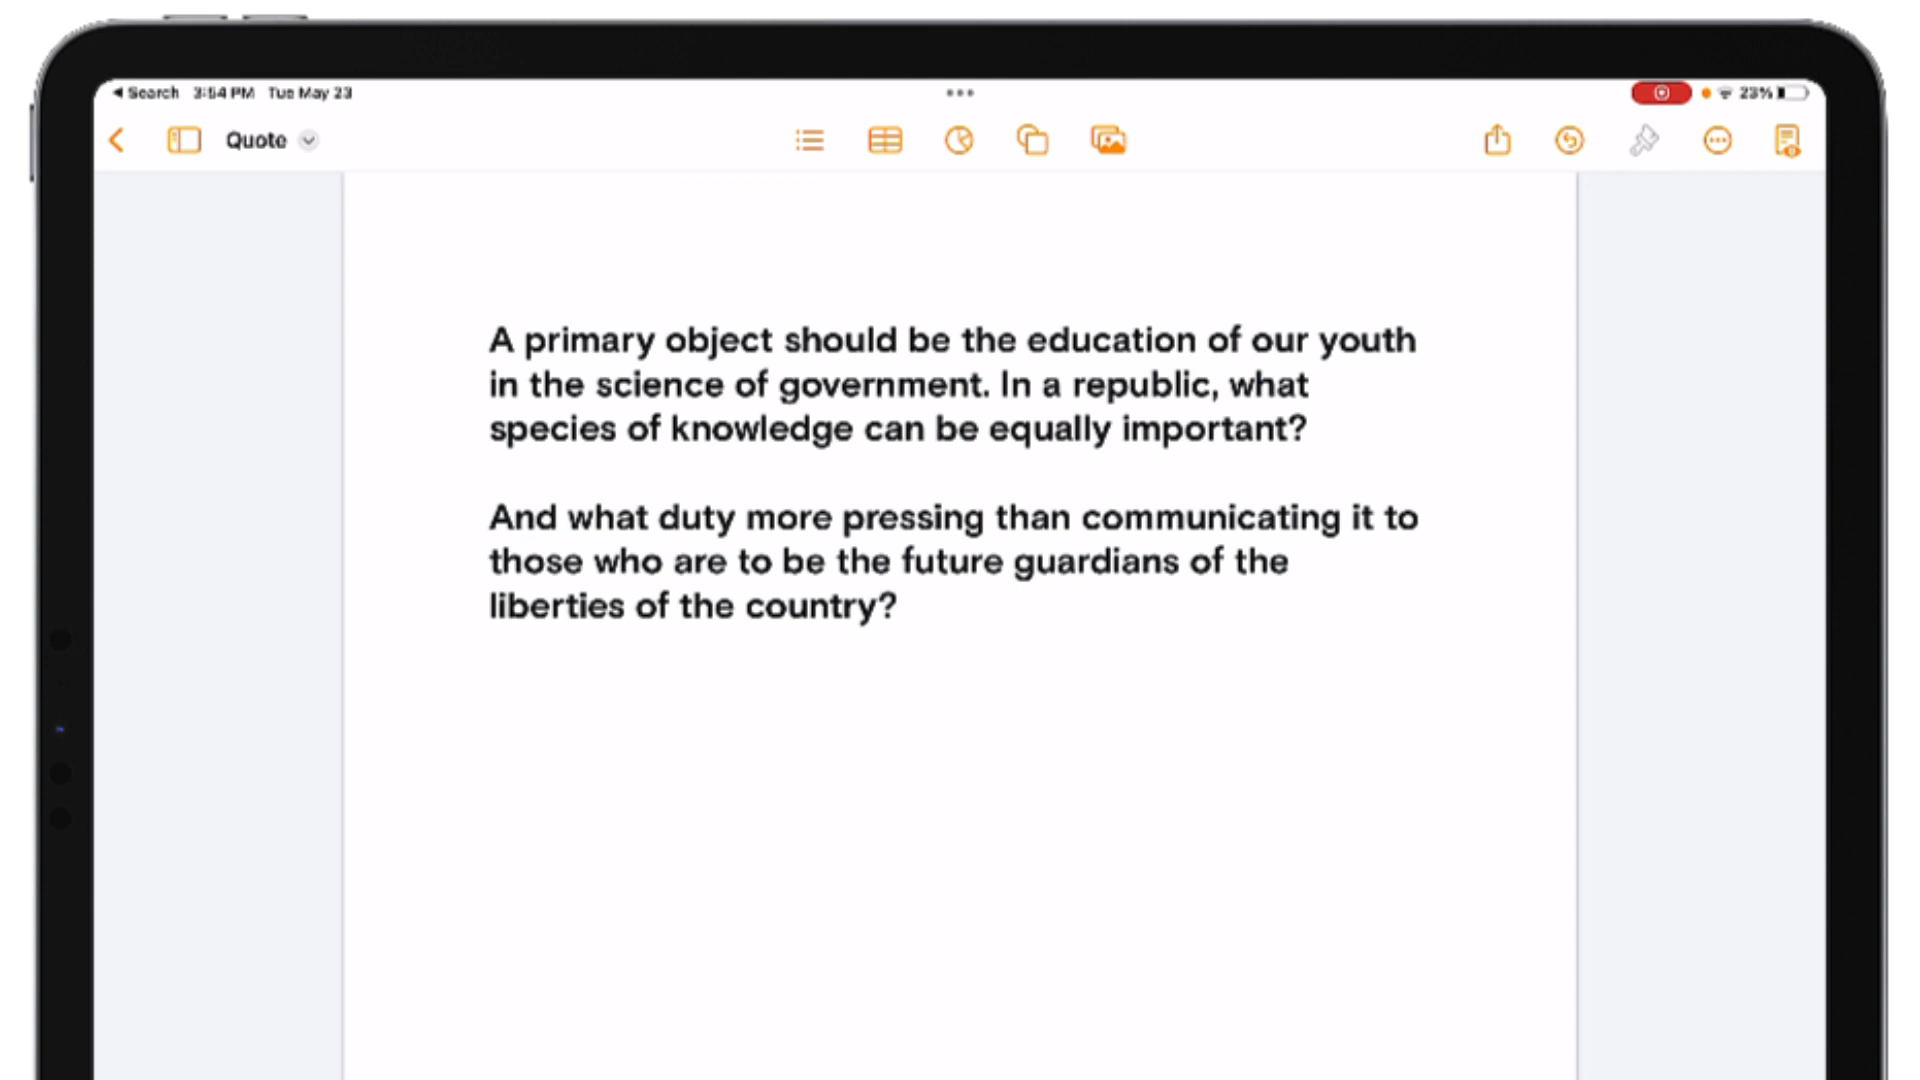 Search 3:54 PM Tue May 23
23%
Quote
A primary object should be the education of our youth
in the science of government. In a republic, what
species of knowledge can be equally important?
And what duty more pressing than communicating it to
those who are to be the future guardians of the
liberties of the country?